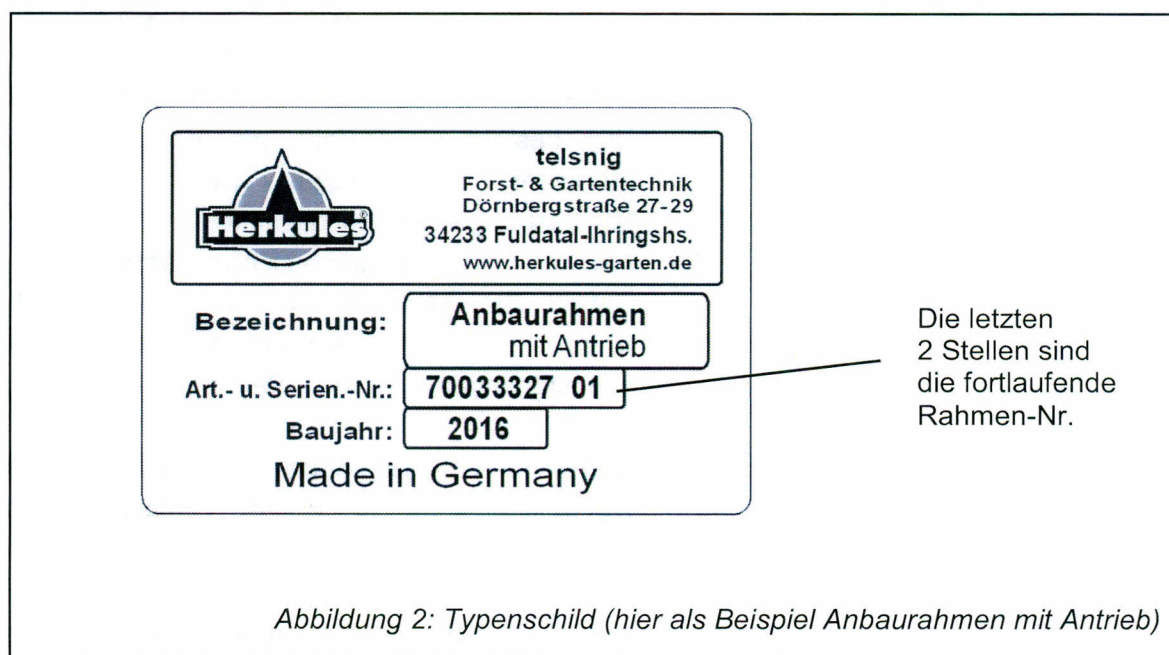 telsnig
Forst- & Gartentechnik
Dörnbergstraße 27-29
34233 Fuldatal-Ihringshs.
www.herkules-garten.de
Herkules®
Bezeichnung: Anbaurahmen
mit Antrieb
Art.- u. Serien.-Nr.: 70033327 01
Baujahr: 2016
Made in Germany
Die letzten
2 Stellen sind
die fortlaufende
Rahmen-Nr.
Abbildung 2: Typenschild (hier als Beispiel Anbaurahmen mit Antrieb)